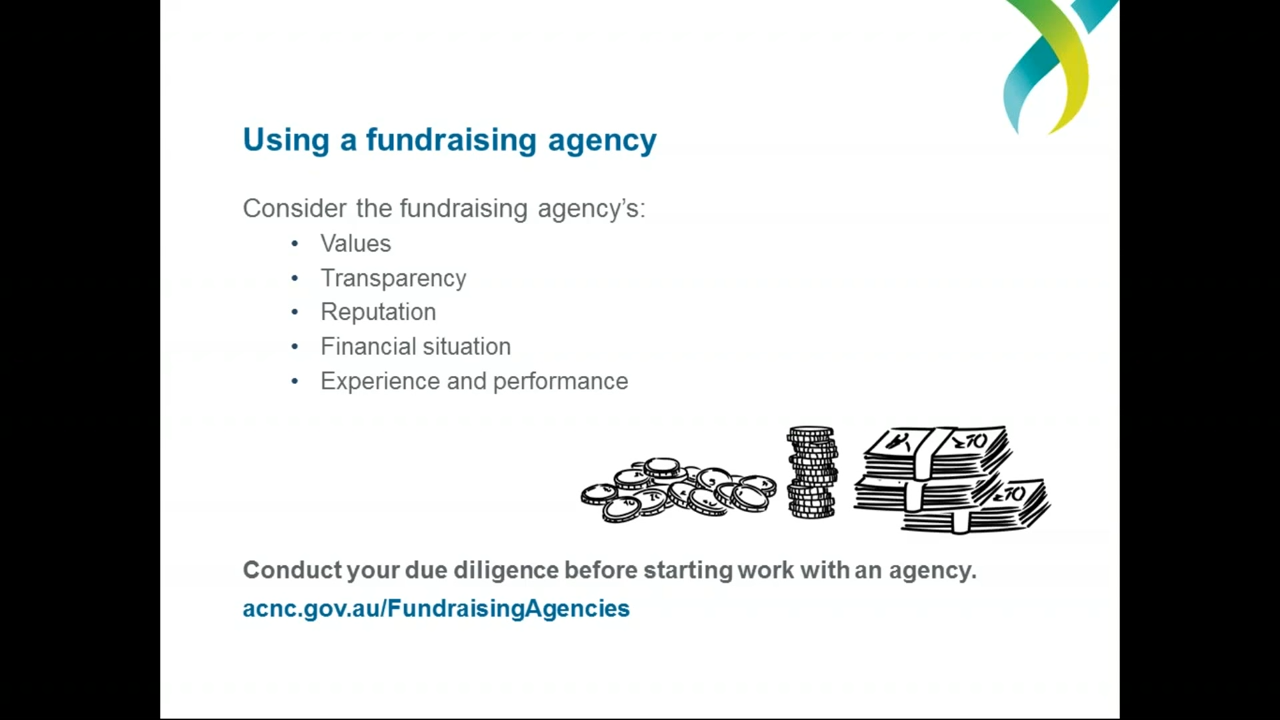 Using a fundraising agency
Consider the fundraising agency’s:
• Values
• Transparency
• Reputation
• Financial situation
• Experience and performance
Conduct your due diligence before starting work with an agency.
acnc.gov.au/FundraisingAgencies